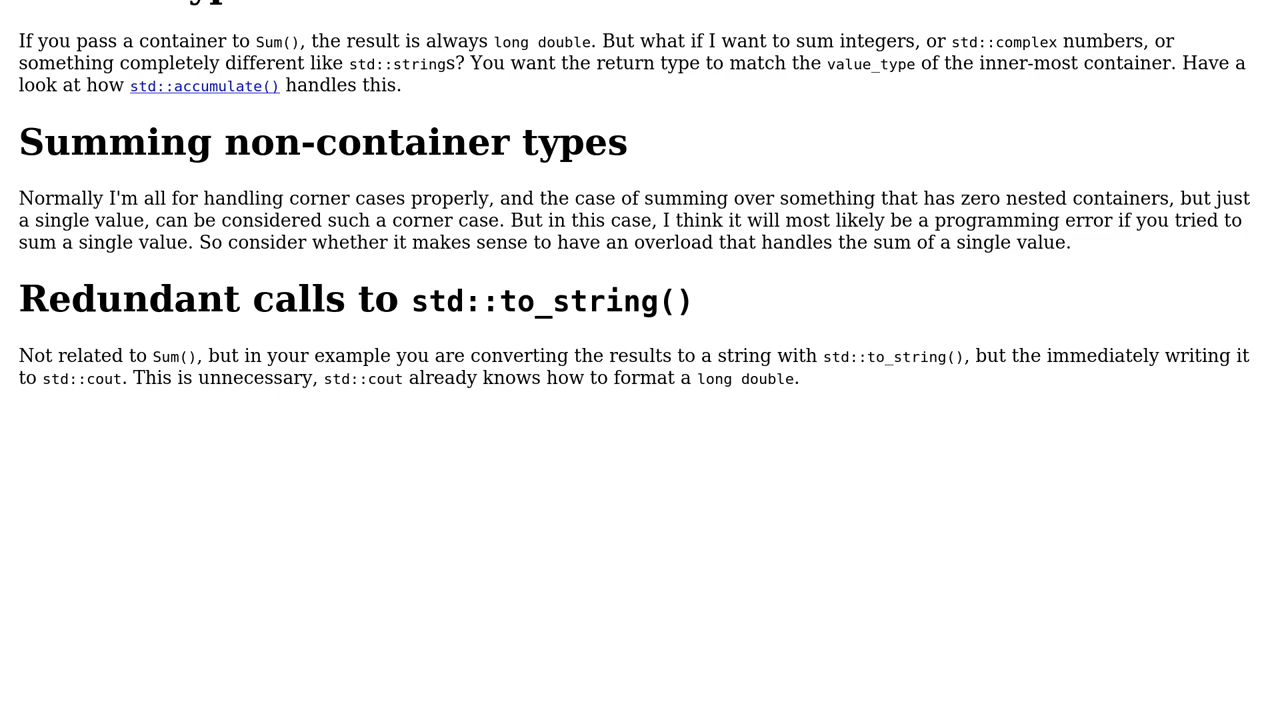 If you pass a container to Sum(), the result is always long double. But what if I want to sum integers, or std::complex numbers, or
something completely different like std::strings? You want the return type to match the value_type of the inner-most container. Have a
look at how std::accumulate() handles this.
Summing non-container types
Normally I'm all for handling corner cases properly, and the case of summing over something that has zero nested containers, but just
a single value, can be considered such a corner case. But in this case, I think it will most likely be a programming error if you tried to
sum a single value. So consider whether it makes sense to have an overload that handles the sum of a single value.
Redundant calls to std::to_string()
Not related to Sum(), but in your example you are converting the results to a string with std::to_string(), but the immediately writing it
to std::cout. This is unnecessary, std::cout already knows how to format a long double.